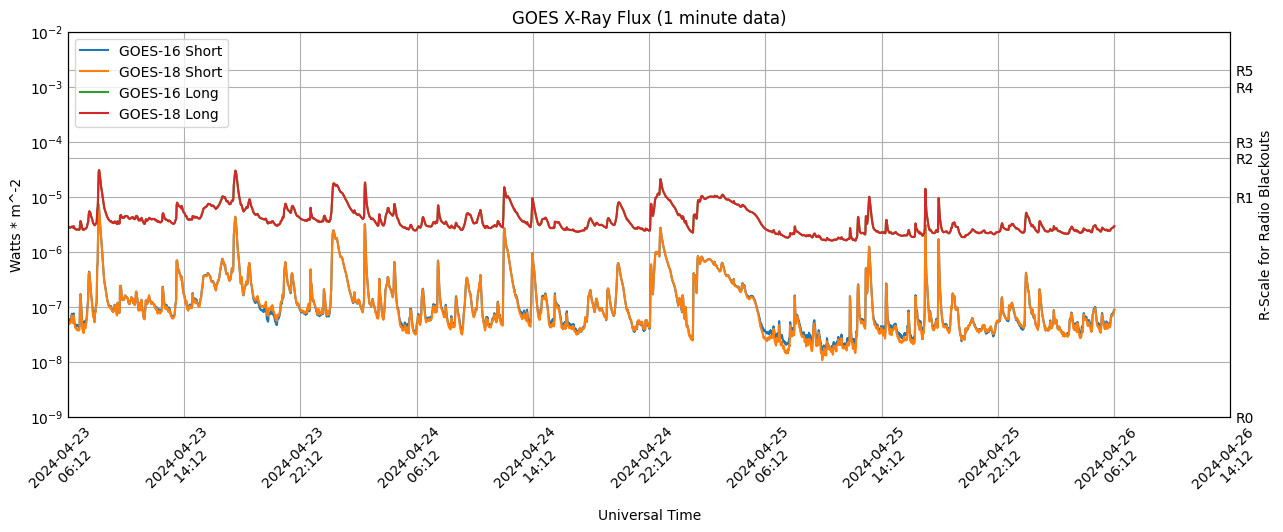 GOES X-Ray Flux (1 minute data)
GOES-16 Short
GOES-18 Short
GOES-16 Long
GOES-18 Long
Watts * m^-2
10^-2
10^-3
10^-4
10^-5
10^-6
10^-7
10^-8
10^-9
R5
R4
R3
R2
R1
R0
R-Scale for Radio Blackouts
2024-04-23
06:12
2024-04-23
14:12
2024-04-23
22:12
2024-04-24
06:12
2024-04-24
14:12
2024-04-24
22:12
2024-04-25
06:12
2024-04-25
14:12
2024-04-25
22:12
2024-04-26
06:12
2024-04-26
14:12
Universal Time